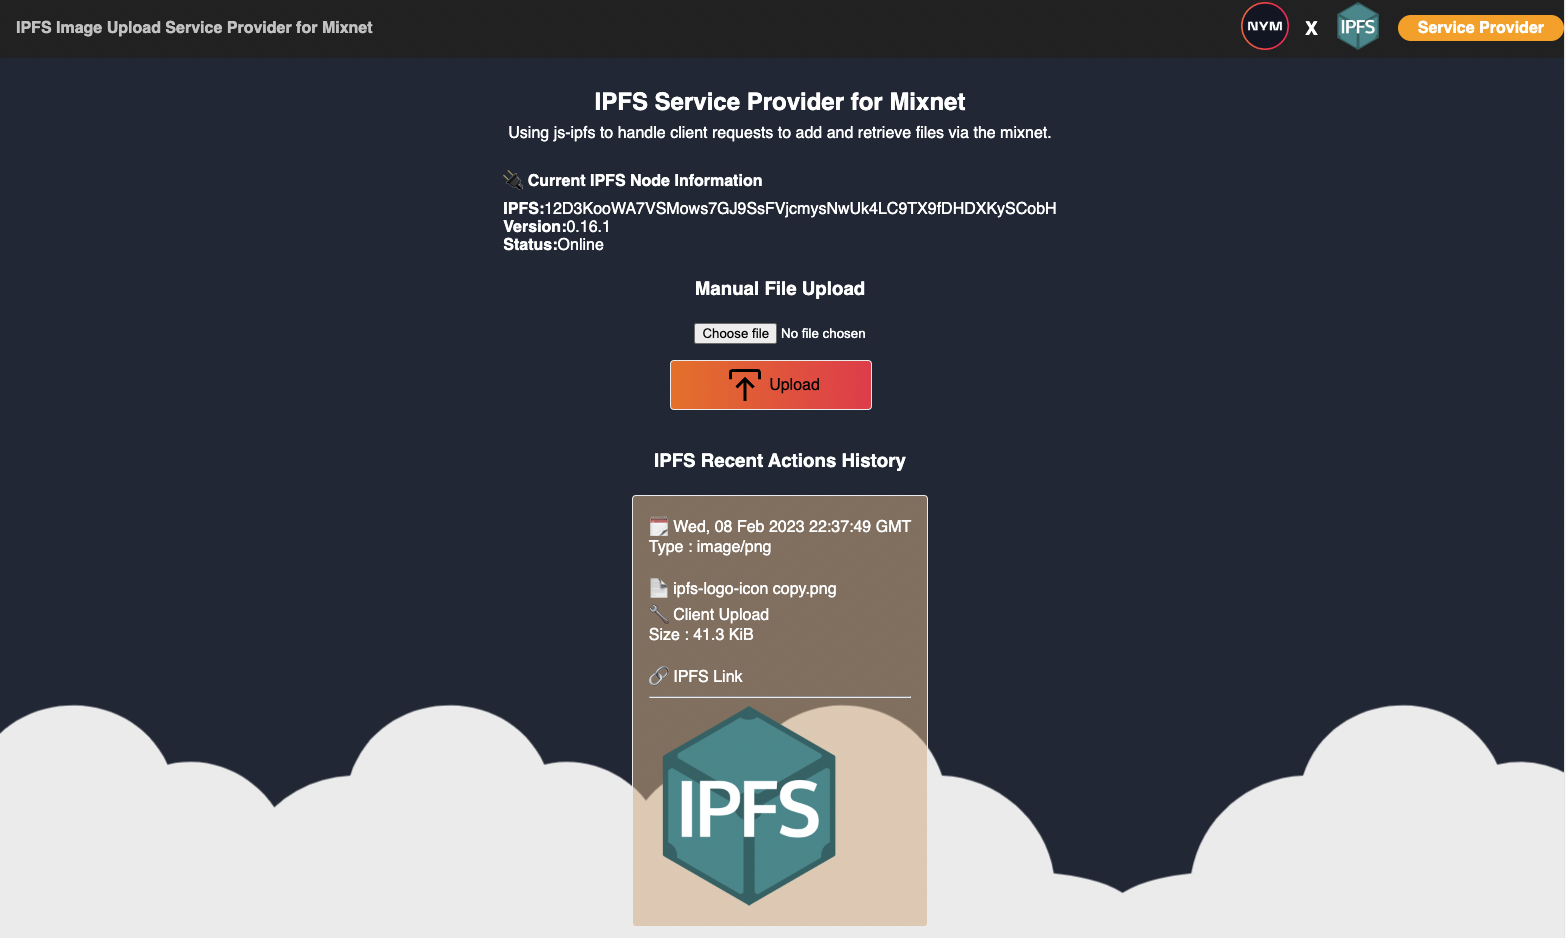 IPFS Image Upload Service Provider for Mixnet
NYM X IPFS Service Provider
IPFS Service Provider for Mixnet
Using js-ipfs to handle client requests to add and retrieve files via the mixnet.
Current IPFS Node Information
IPFS:12D3KooWA7VSMows7GJ9SsFVjcmysNwUk4LC9TX9fDHDXKySCobH
Version:0.16.1
Status:Online
Manual File Upload
Choose file No file chosen
Upload
IPFS Recent Actions History
Wed, 08 Feb 2023 22:37:49 GMT
Type : image/png
ipfs-logo-icon copy.png
Client Upload
Size : 41.3 KiB
IPFS Link
IPFS